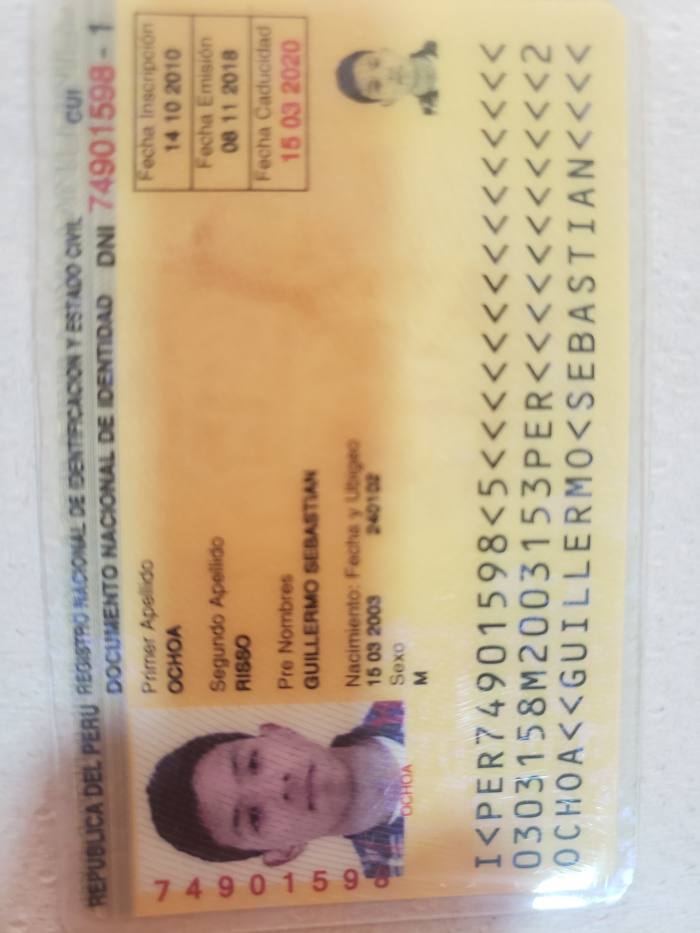 REPUBLICA DEL PERU REGISTRO NACIONAL DE IDENTIFICACION Y ESTADO CIVIL CUI
DOCUMENTO NACIONAL DE IDENTIDAD DNI 74901598 - 1
Primer Apellido
OCHOA
Segundo Apellido
RISSO
Pre Nombres
GUILLERMO SEBASTIAN
Nacimiento: Fecha y Ubigeo
15 03 2003 240102
Sexo
M
Fecha Inscripción
14 10 2010
Fecha Emisión
08 11 2018
Fecha Caducidad
15 03 2020
OCHOA
74901598
I<PER74901598<5<<<<<<<<<<<<<<<
0303158M2003153PER<<<<<<<<<<<2
OCHOA<<GUILLERMO<SEBASTIAN<<<<